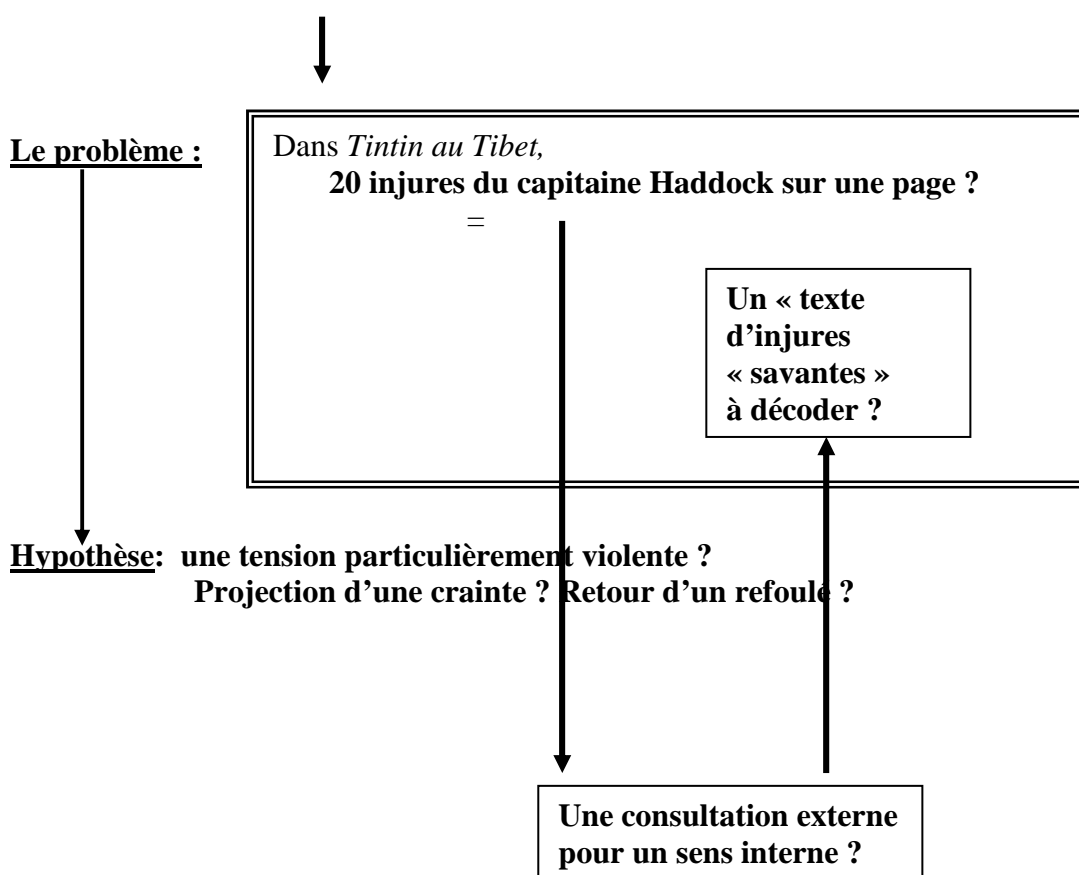 Le problème :
Dans Tintin au Tibet,
20 injures du capitaine Haddock sur une page ?
=
Un « texte
d’injures
« savantes »
à décoder ?
Hypothèse: une tension particulièrement violente ?
Projection d’une crainte ? Retour d’un refoulé ?
Une consultation externe
pour un sens interne ?